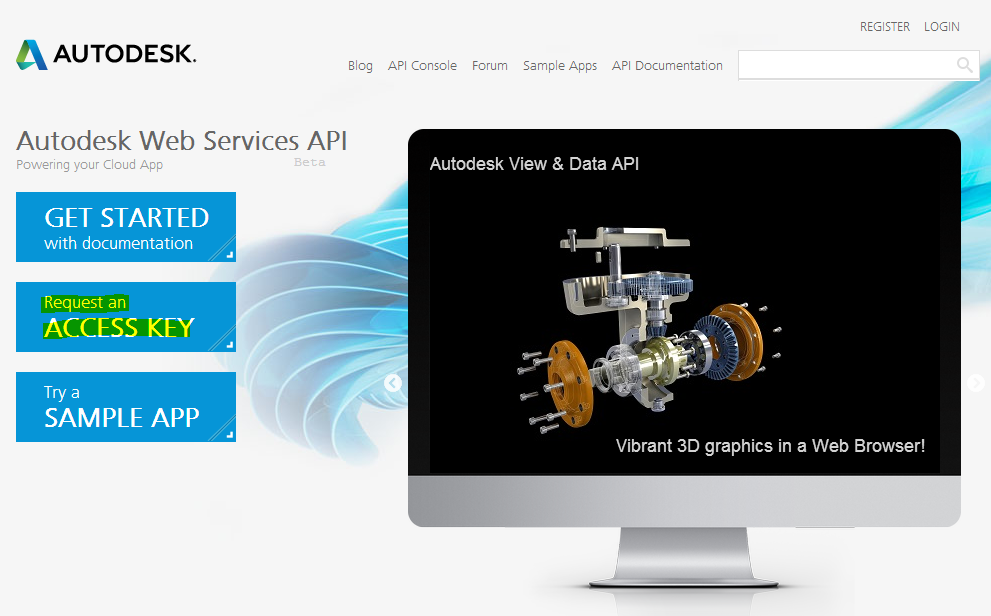 REGISTER LOGIN
AUTODESK.
Blog API Console Forum Sample Apps API Documentation
Autodesk Web Services API
Powering your Cloud App
Beta
GET STARTED
with documentation
Request an
ACCESS KEY
Try a
SAMPLE APP
Autodesk View & Data API
Vibrant 3D graphics in a Web Browser!